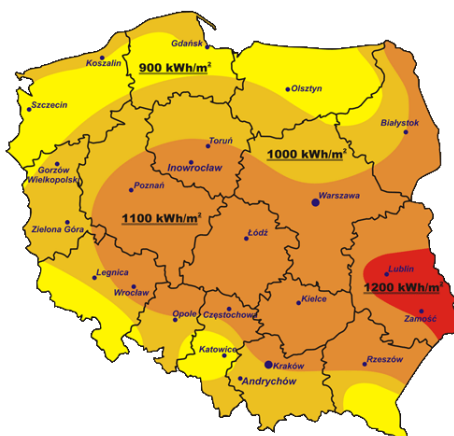 Gdańsk
Koszalin
900 kWh/m²
Olsztyn
Szczecin
Białystok
Toruń
1000 kWh/m²
Inowrocław
Gorzów
Wielkopolski
Poznań
Warszawa
1100 kWh/m²
Zielona Góra
Łódź
Legnica
Lublin
1200 kWh/m²
Wrocław
Kielce
Opole
Częstochowa
Zamość
Katowice
Kraków
Rzeszów
Andrychów